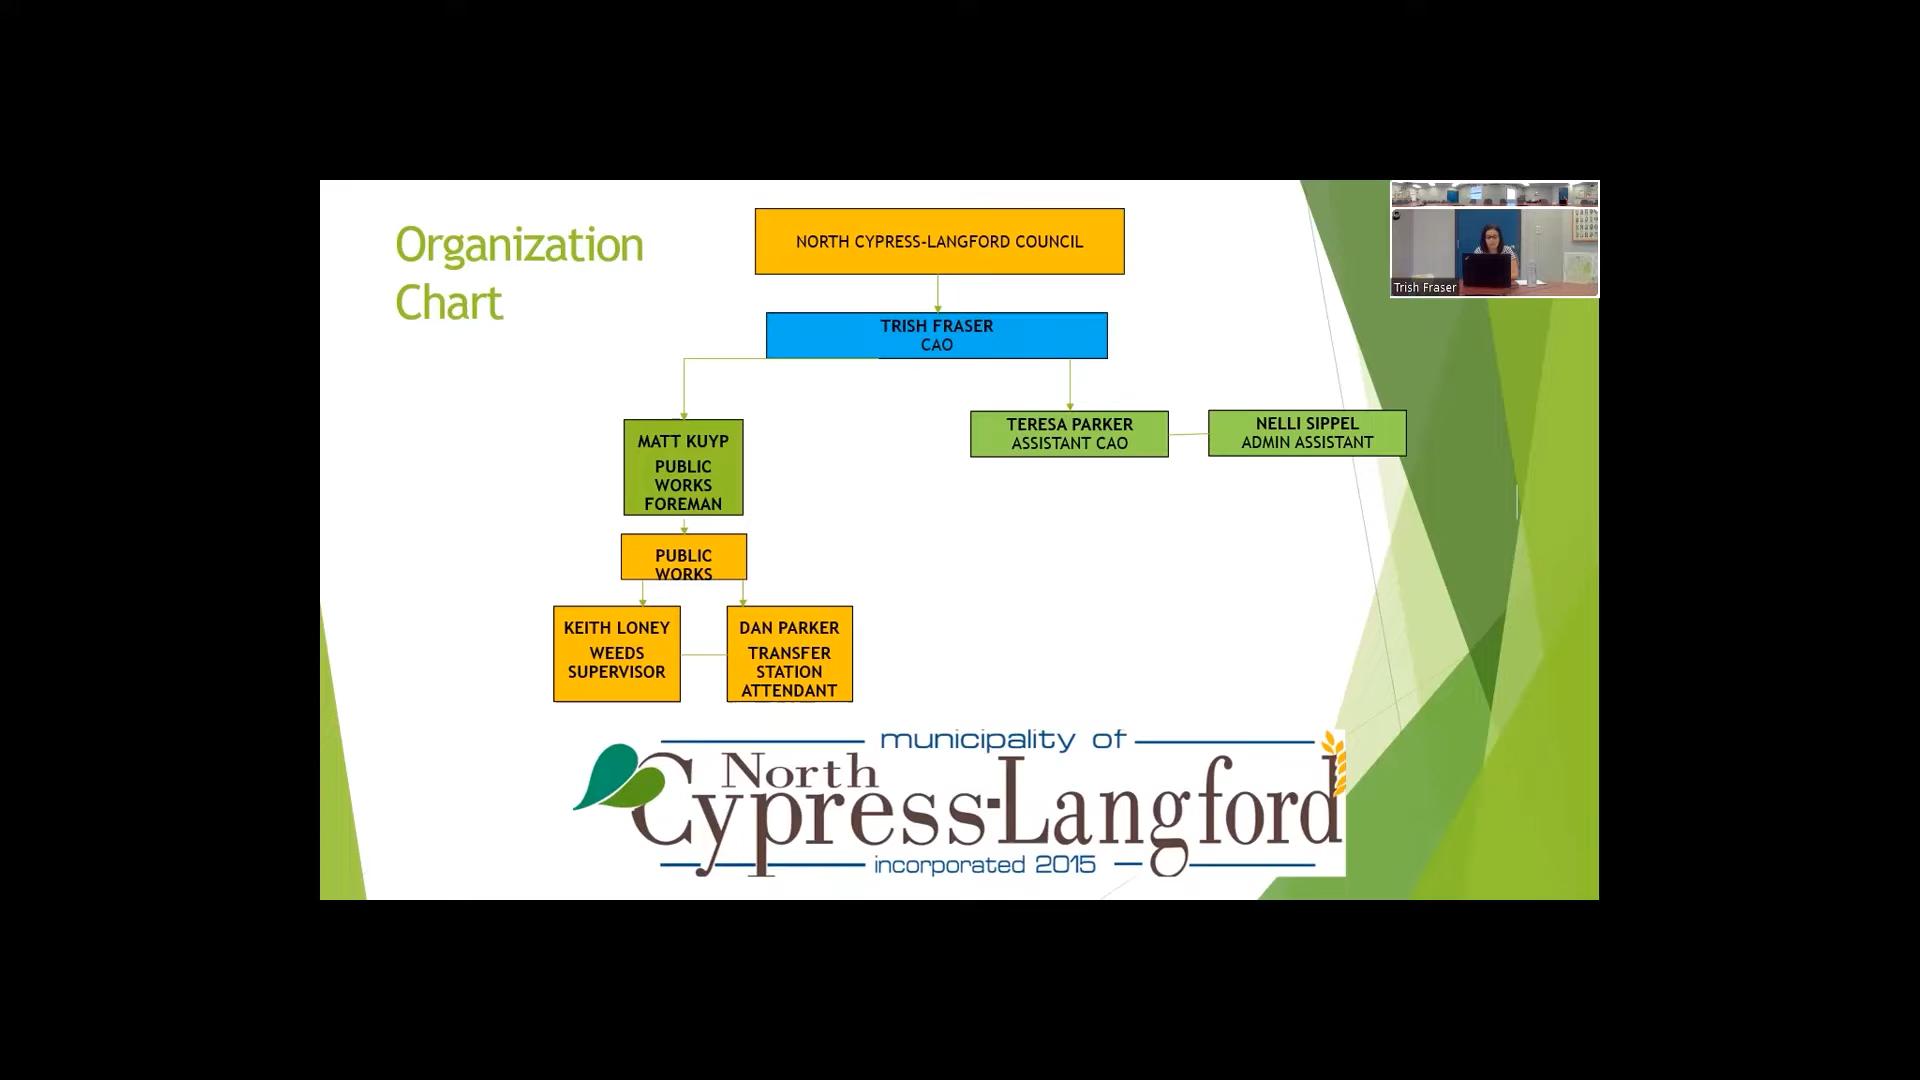 Organization
Chart
NORTH CYPRESS-LANGFORD COUNCIL
TRISH FRASER
CAO
Trish Fraser
MATT KUYP
PUBLIC
WORKS
FOREMAN
TERESA PARKER
ASSISTANT CAO
NELLI SIPPEL
ADMIN ASSISTANT
PUBLIC
WORKS
KEITH LONEY
WEEDS
SUPERVISOR
DAN PARKER
TRANSFER
STATION
ATTENDANT
municipality of
North
Cypress-Langford
incorporated 2015